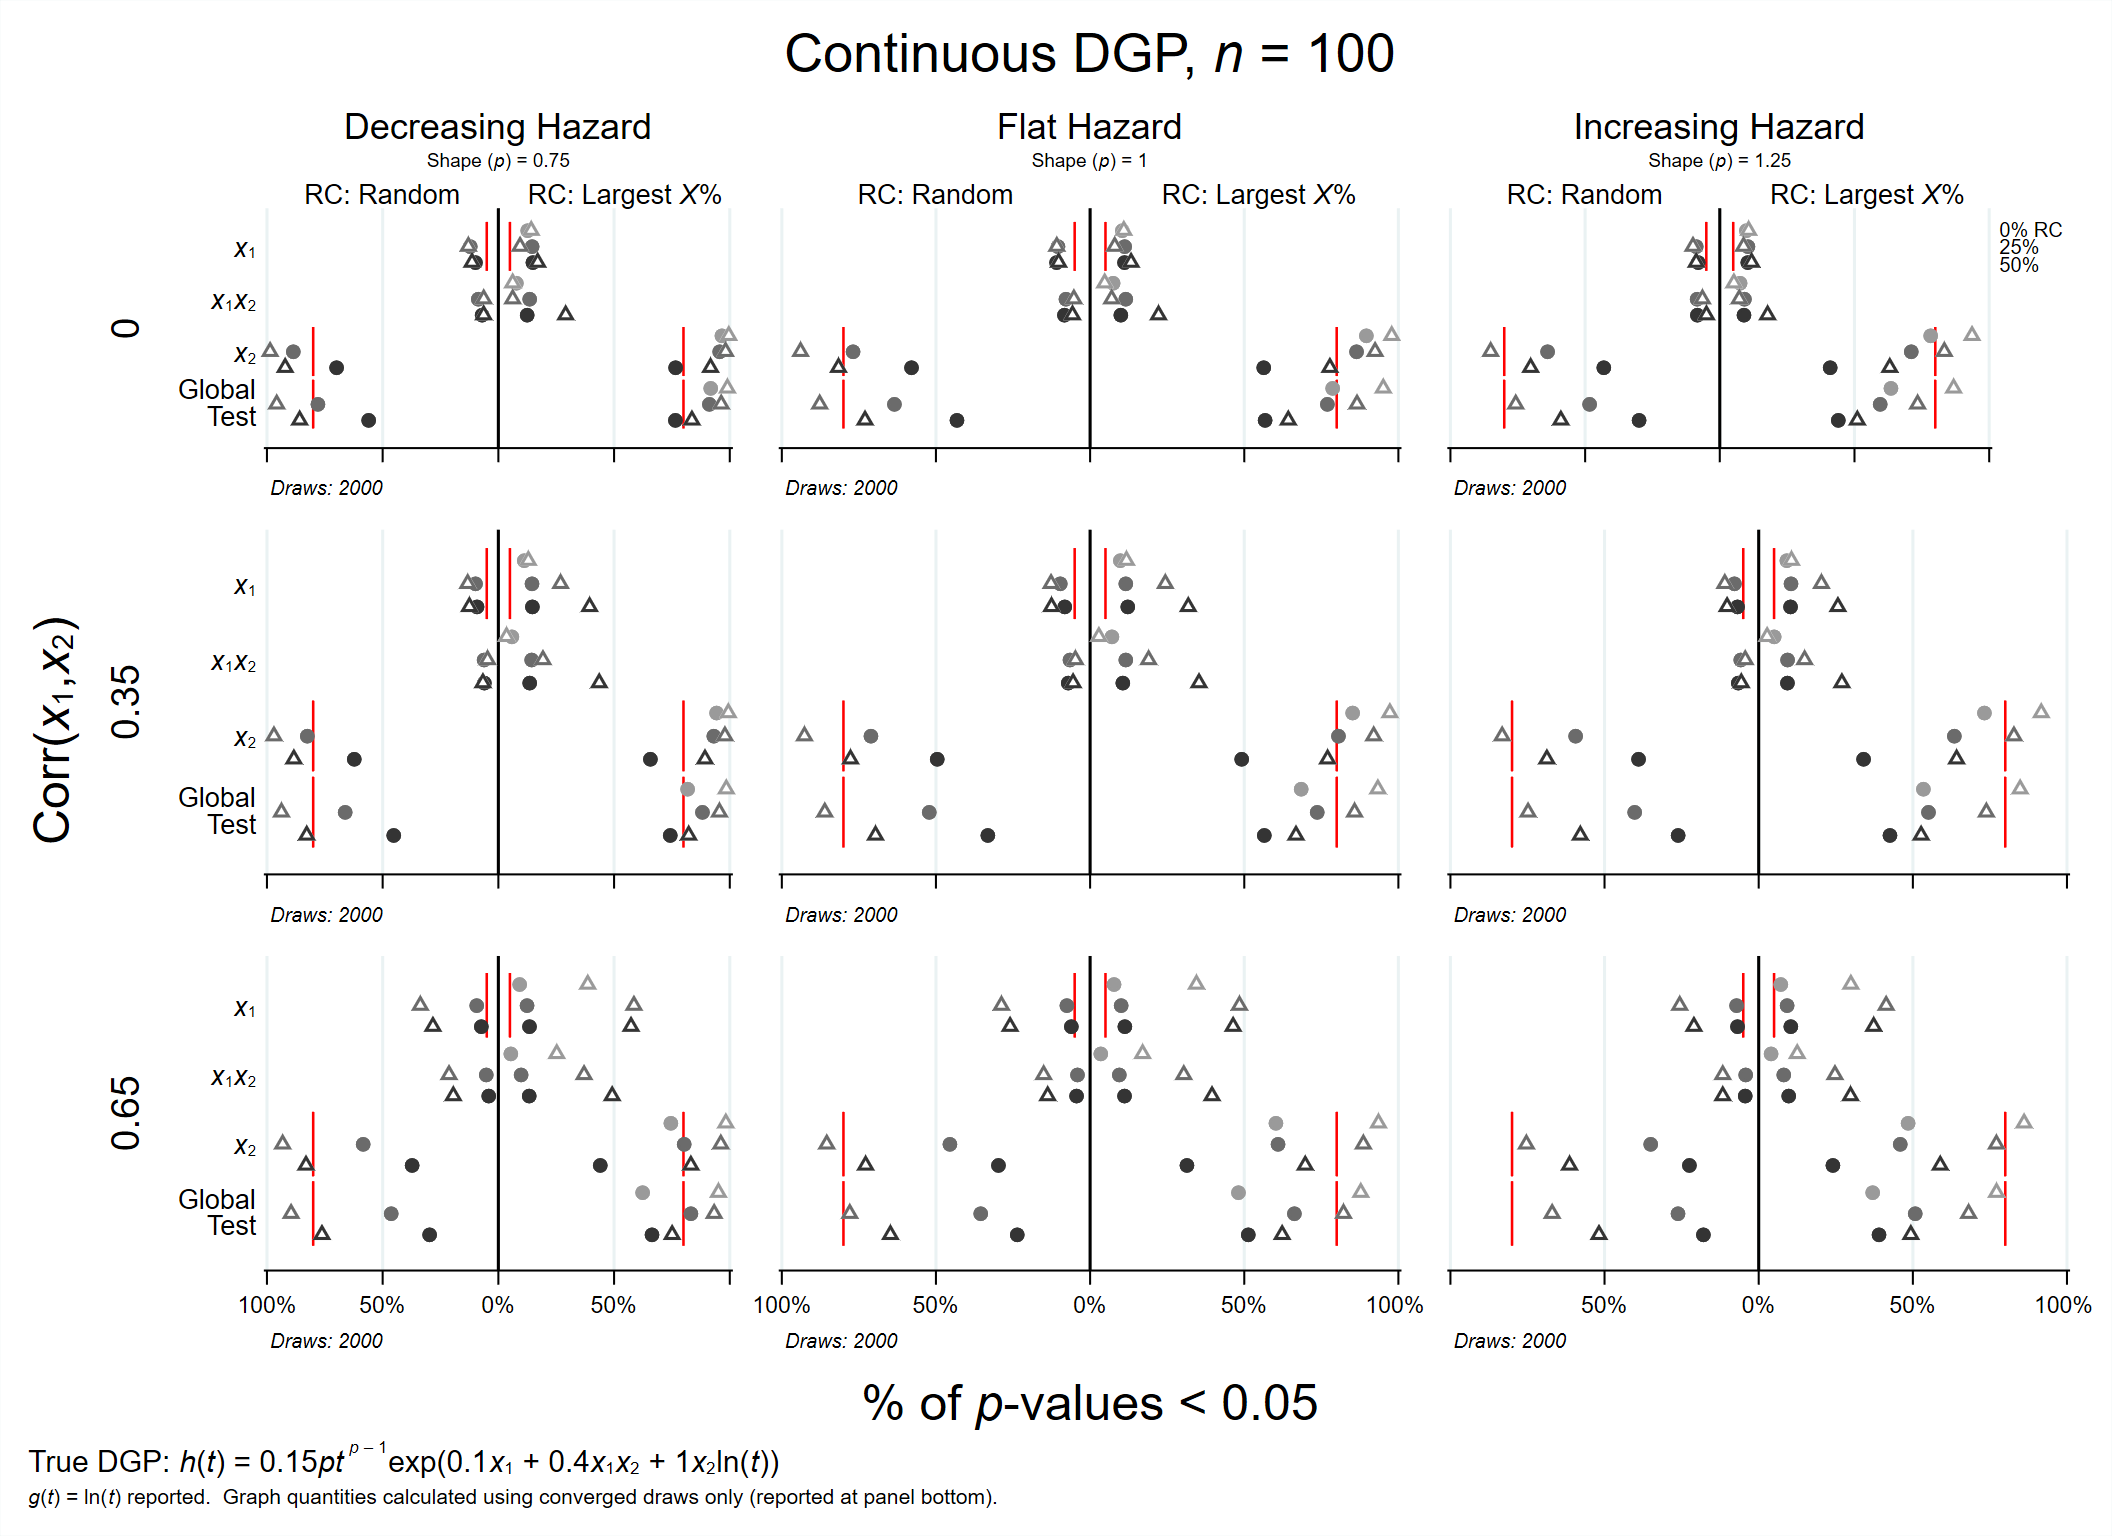 Continuous DGP, n = 100
Decreasing Hazard
Shape (p) = 0.75
RC: Random RC: Largest X%
Flat Hazard
Shape (p) = 1
RC: Random RC: Largest X%
Increasing Hazard
Shape (p) = 1.25
RC: Random RC: Largest X%
0% RC
25%
50%
Corr(x₁,x₂)
0
x₁
x₁x₂
x₂
Global
Test
Draws: 2000
Draws: 2000
Draws: 2000
0.35
x₁
x₁x₂
x₂
Global
Test
Draws: 2000
Draws: 2000
Draws: 2000
0.65
x₁
x₁x₂
x₂
Global
Test
100% 50% 0% 50%
100% 50% 0% 50% 100%
50% 0% 50% 100%
Draws: 2000
Draws: 2000
Draws: 2000
% of p-values < 0.05
True DGP: h(t) = 0.15pt^(p – 1) exp(0.1x₁ + 0.4x₁x₂ + 1x₂ln(t))
g(t) = ln(t) reported. Graph quantities calculated using converged draws only (reported at panel bottom).